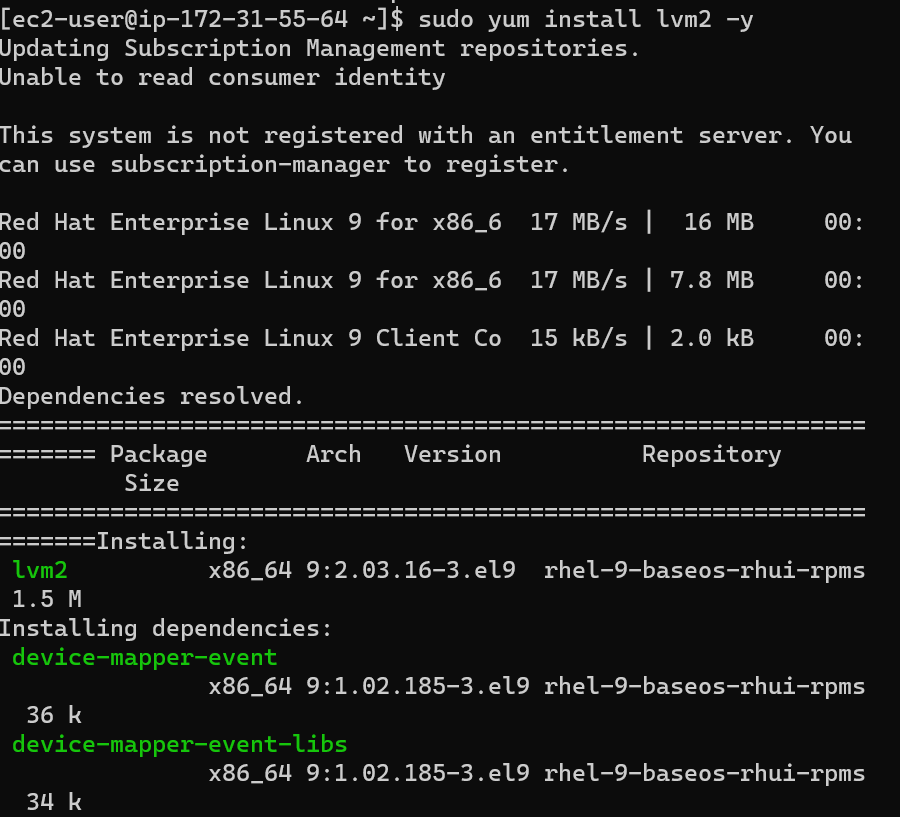 [ec2-user@ip-172-31-55-64 ~]$ sudo yum install lvm2 -y
Updating Subscription Management repositories.
Unable to read consumer identity
This system is not registered with an entitlement server. You
can use subscription-manager to register.
Red Hat Enterprise Linux 9 for x86_6  17 MB/s |  16 MB     00:
00
Red Hat Enterprise Linux 9 for x86_6  17 MB/s | 7.8 MB     00:
00
Red Hat Enterprise Linux 9 Client Co  15 kB/s | 2.0 kB     00:
00
Dependencies resolved.
==============================================================
======= Package       Arch   Version          Repository
         Size
==============================================================
=======Installing:
 lvm2          x86_64 9:2.03.16-3.el9  rhel-9-baseos-rhui-rpms
 1.5 M
Installing dependencies:
 device-mapper-event
               x86_64 9:1.02.185-3.el9 rhel-9-baseos-rhui-rpms
  36 k
 device-mapper-event-libs
               x86_64 9:1.02.185-3.el9 rhel-9-baseos-rhui-rpms
  34 k